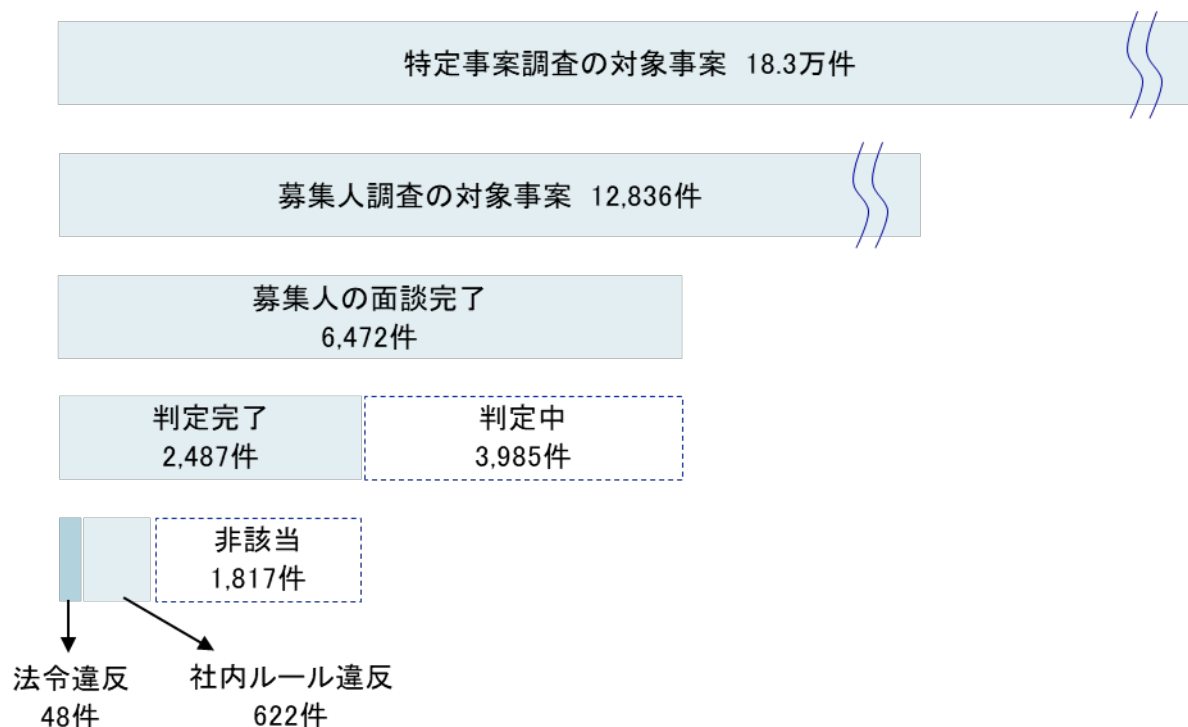 特定事案調査の対象事案 18.3万件
募集人調査の対象事案 12,836件
募集人の面談完了
6,472件
判定完了
2,487件
判定中
3,985件
非該当
1,817件
法令違反
48件
社内ルール違反
622件